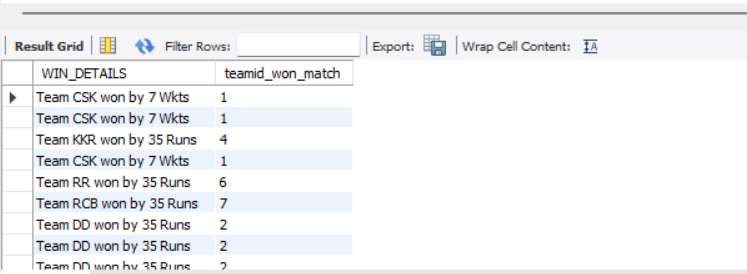 Result Grid Filter Rows: Export: Wrap Cell Content: IA
WIN_DETAILS teamid_won_match
Team CSK won by 7 Wkts 1
Team CSK won by 7 Wkts 1
Team KKR won by 35 Runs 4
Team CSK won by 7 Wkts 1
Team RR won by 35 Runs 6
Team RCB won by 35 Runs 7
Team DD won by 35 Runs 2
Team DD won by 35 Runs 2
Team DD won by 35 Runs 2